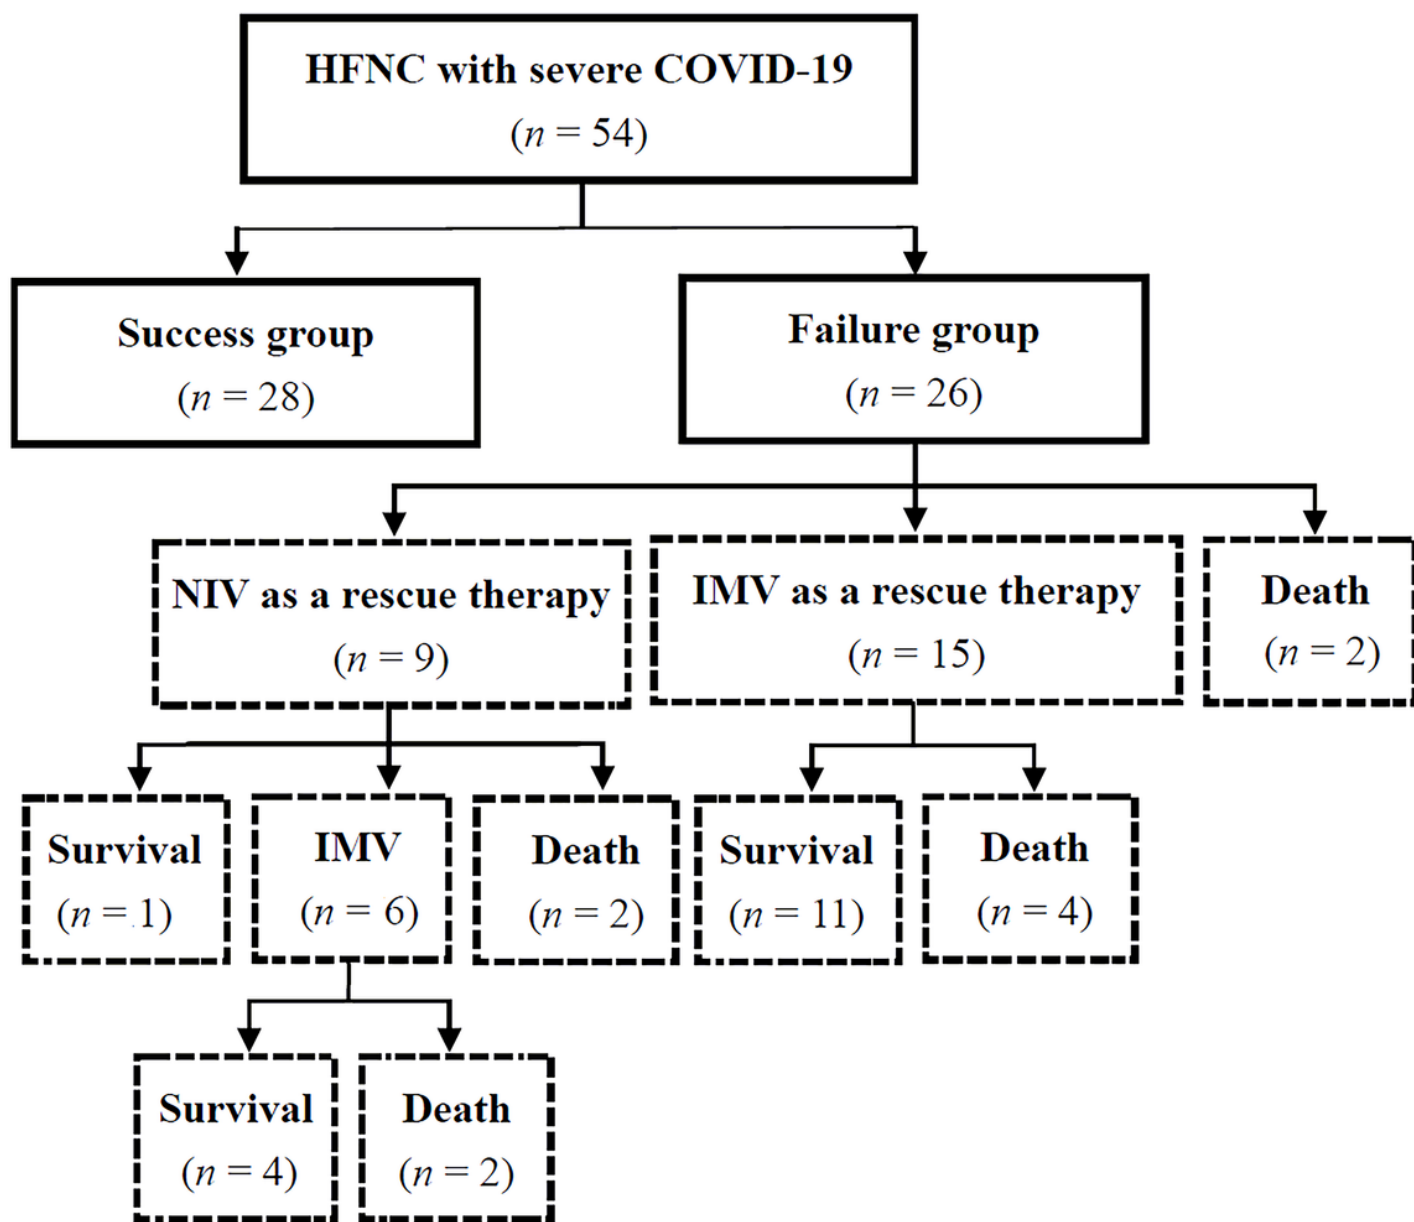 HFNC with severe COVID-19
(n = 54)
Success group
(n = 28)
Failure group
(n = 26)
NIV as a rescue therapy
(n = 9)
IMV as a rescue therapy
(n = 15)
Death
(n = 2)
Survival
(n = 1)
IMV
(n = 6)
Death
(n = 2)
Survival
(n = 11)
Death
(n = 4)
Survival
(n = 4)
Death
(n = 2)